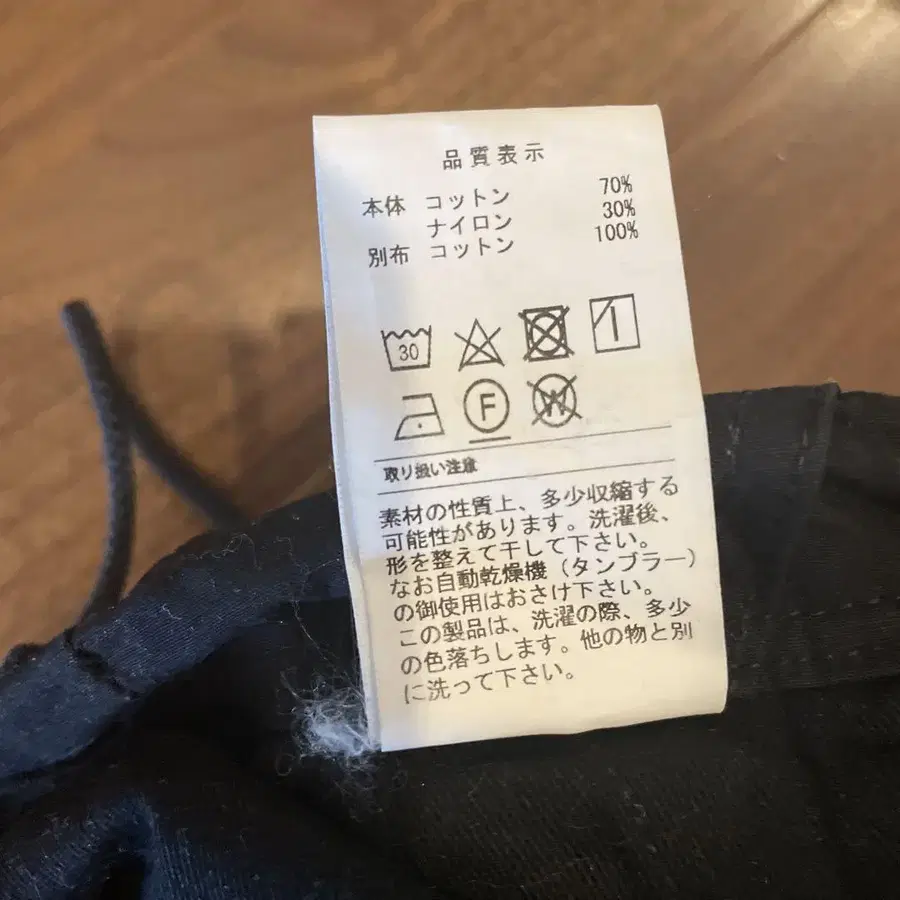 品質表示
本体 コットン 70%
ナイロン 30%
別布 コットン 100%
30
F
W
取り扱い注意
素材の性質上、多少収縮する
可能性があります。洗濯後、
形を整えて干して下さい。
なお自動乾燥機(タンブラー)
の御使用はおさけ下さい。
この製品は、洗濯の際、多少
の色落ちします。他の物と別
に洗って下さい。